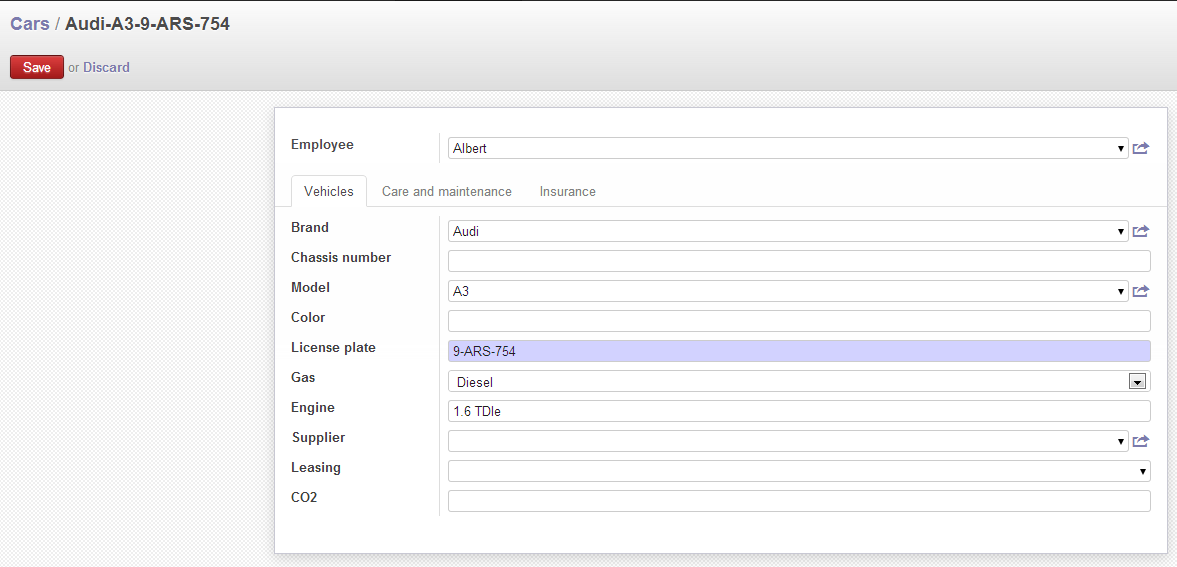 Cars / Audi-A3-9-ARS-754
Save or Discard
Employee Albert
Vehicles Care and maintenance Insurance
Brand Audi
Chassis number
Model A3
Color
License plate 9-ARS-754
Gas Diesel
Engine 1.6 TDIe
Supplier
Leasing
CO2